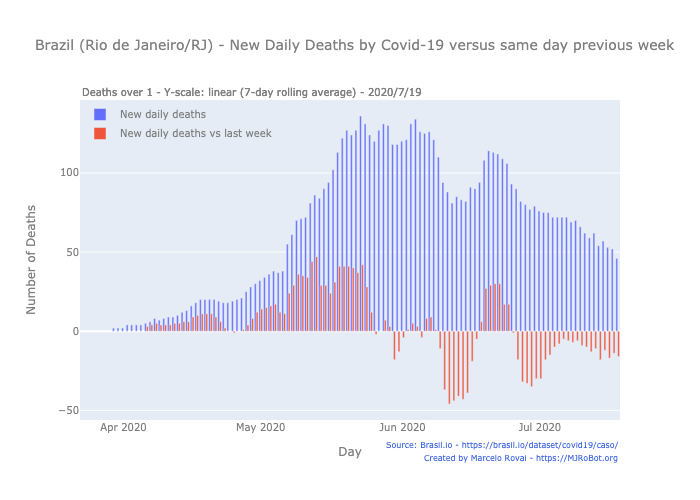 Brazil (Rio de Janeiro/RJ) - New Daily Deaths by Covid-19 versus same day previous week
Deaths over 1 - Y-scale: linear (7-day rolling average) - 2020/7/19
New daily deaths
New daily deaths vs last week
Number of Deaths
100
50
0
−50
Apr 2020
May 2020
Jun 2020
Jul 2020
Day
Source: Brasil.io - https://brasil.io/dataset/covid19/caso/
Created by Marcelo Rovai - https://MJRoBot.org